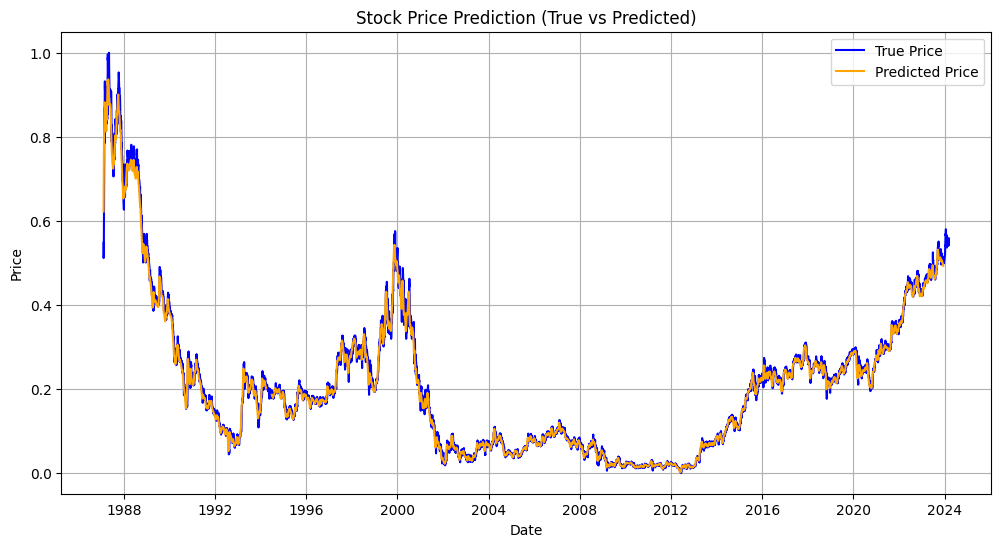 Stock Price Prediction (True vs Predicted)
True Price
Predicted Price
1.0
0.8
0.6
0.4
0.2
0.0
Price
1988 1992 1996 2000 2004 2008 2012 2016 2020 2024
Date